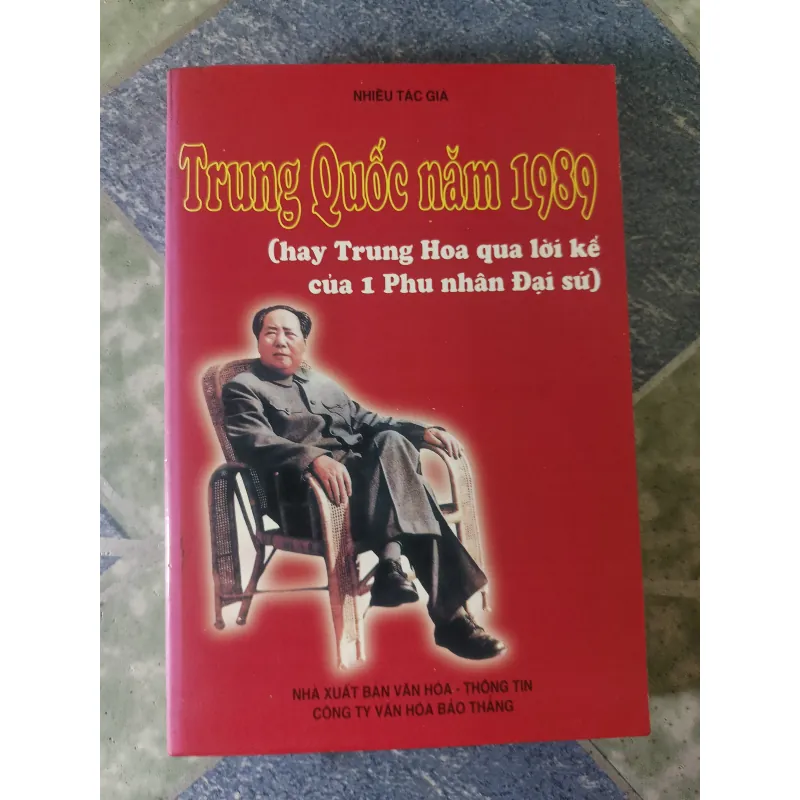 NHIỀU TÁC GIẢ
Trung Quốc năm 1989
(hay Trung Hoa qua lời kể
của 1 Phu nhân Đại sứ)
NHÀ XUẤT BẢN VĂN HÓA - THÔNG TIN
CÔNG TY VĂN HÓA BẢO THẮNG